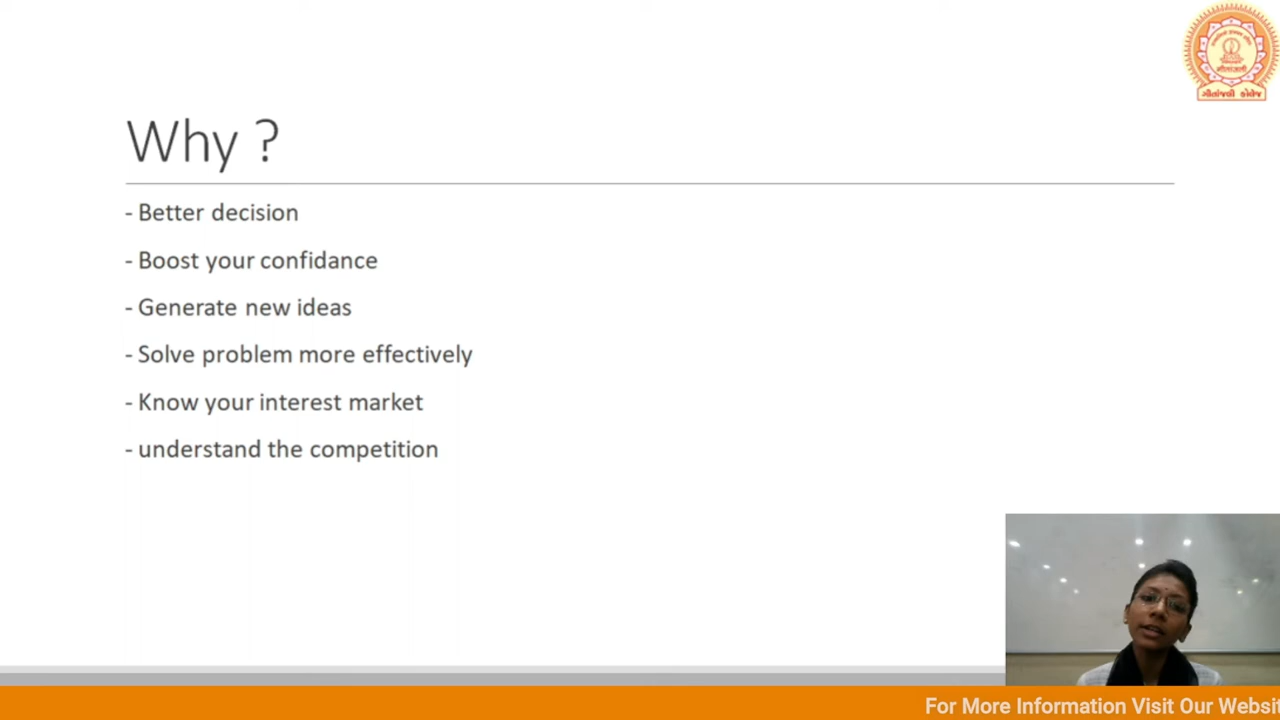 ગીતાંજલી કોલેજ
Why ?
- Better decision
- Boost your confidance
- Generate new ideas
- Solve problem more effectively
- Know your interest market
- understand the competition
For More Information Visit Our Websi